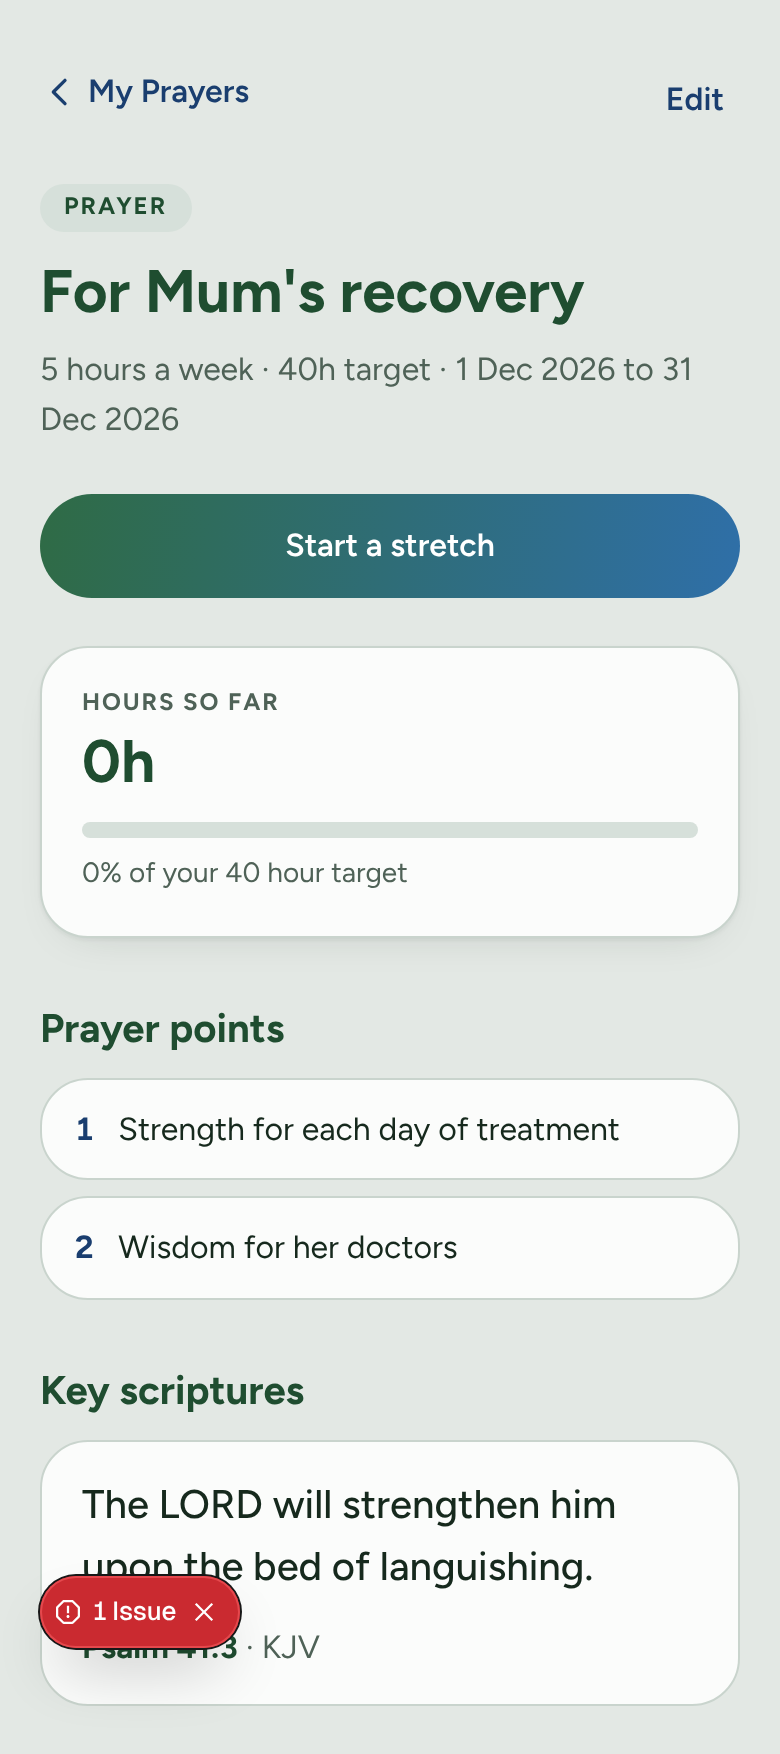 My Prayers
Edit
PRAYER
For Mum's recovery
5 hours a week · 40h target · 1 Dec 2026 to 31
Dec 2026
Start a stretch
HOURS SO FAR
0h
0% of your 40 hour target
Prayer points
1 Strength for each day of treatment
2 Wisdom for her doctors
Key scriptures
The LORD will strengthen him
upon the bed of languishing.
1 Issue
Psalm 41:3 · KJV